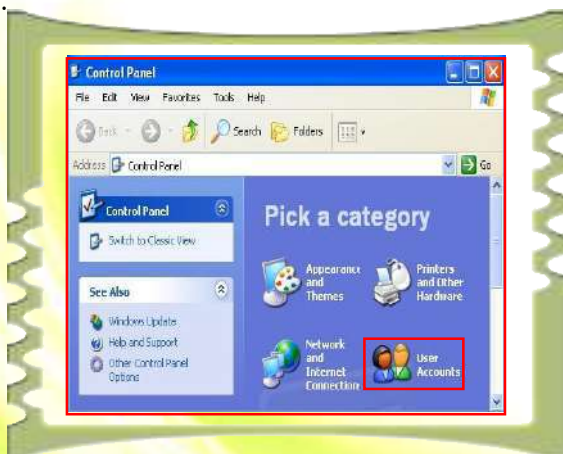 .
Control Panel
File Edit View Favorites Tools Help
Back Search Folders
Address Control Panel Go
Control Panel
Switch to Classic View
See Also
Windows Update
Help and Support
Other Control Panel
Options
Pick a category
Appearance
and
Themes
Printers
and Other
Hardware
Network
and
Internet
Connection
User
Accounts